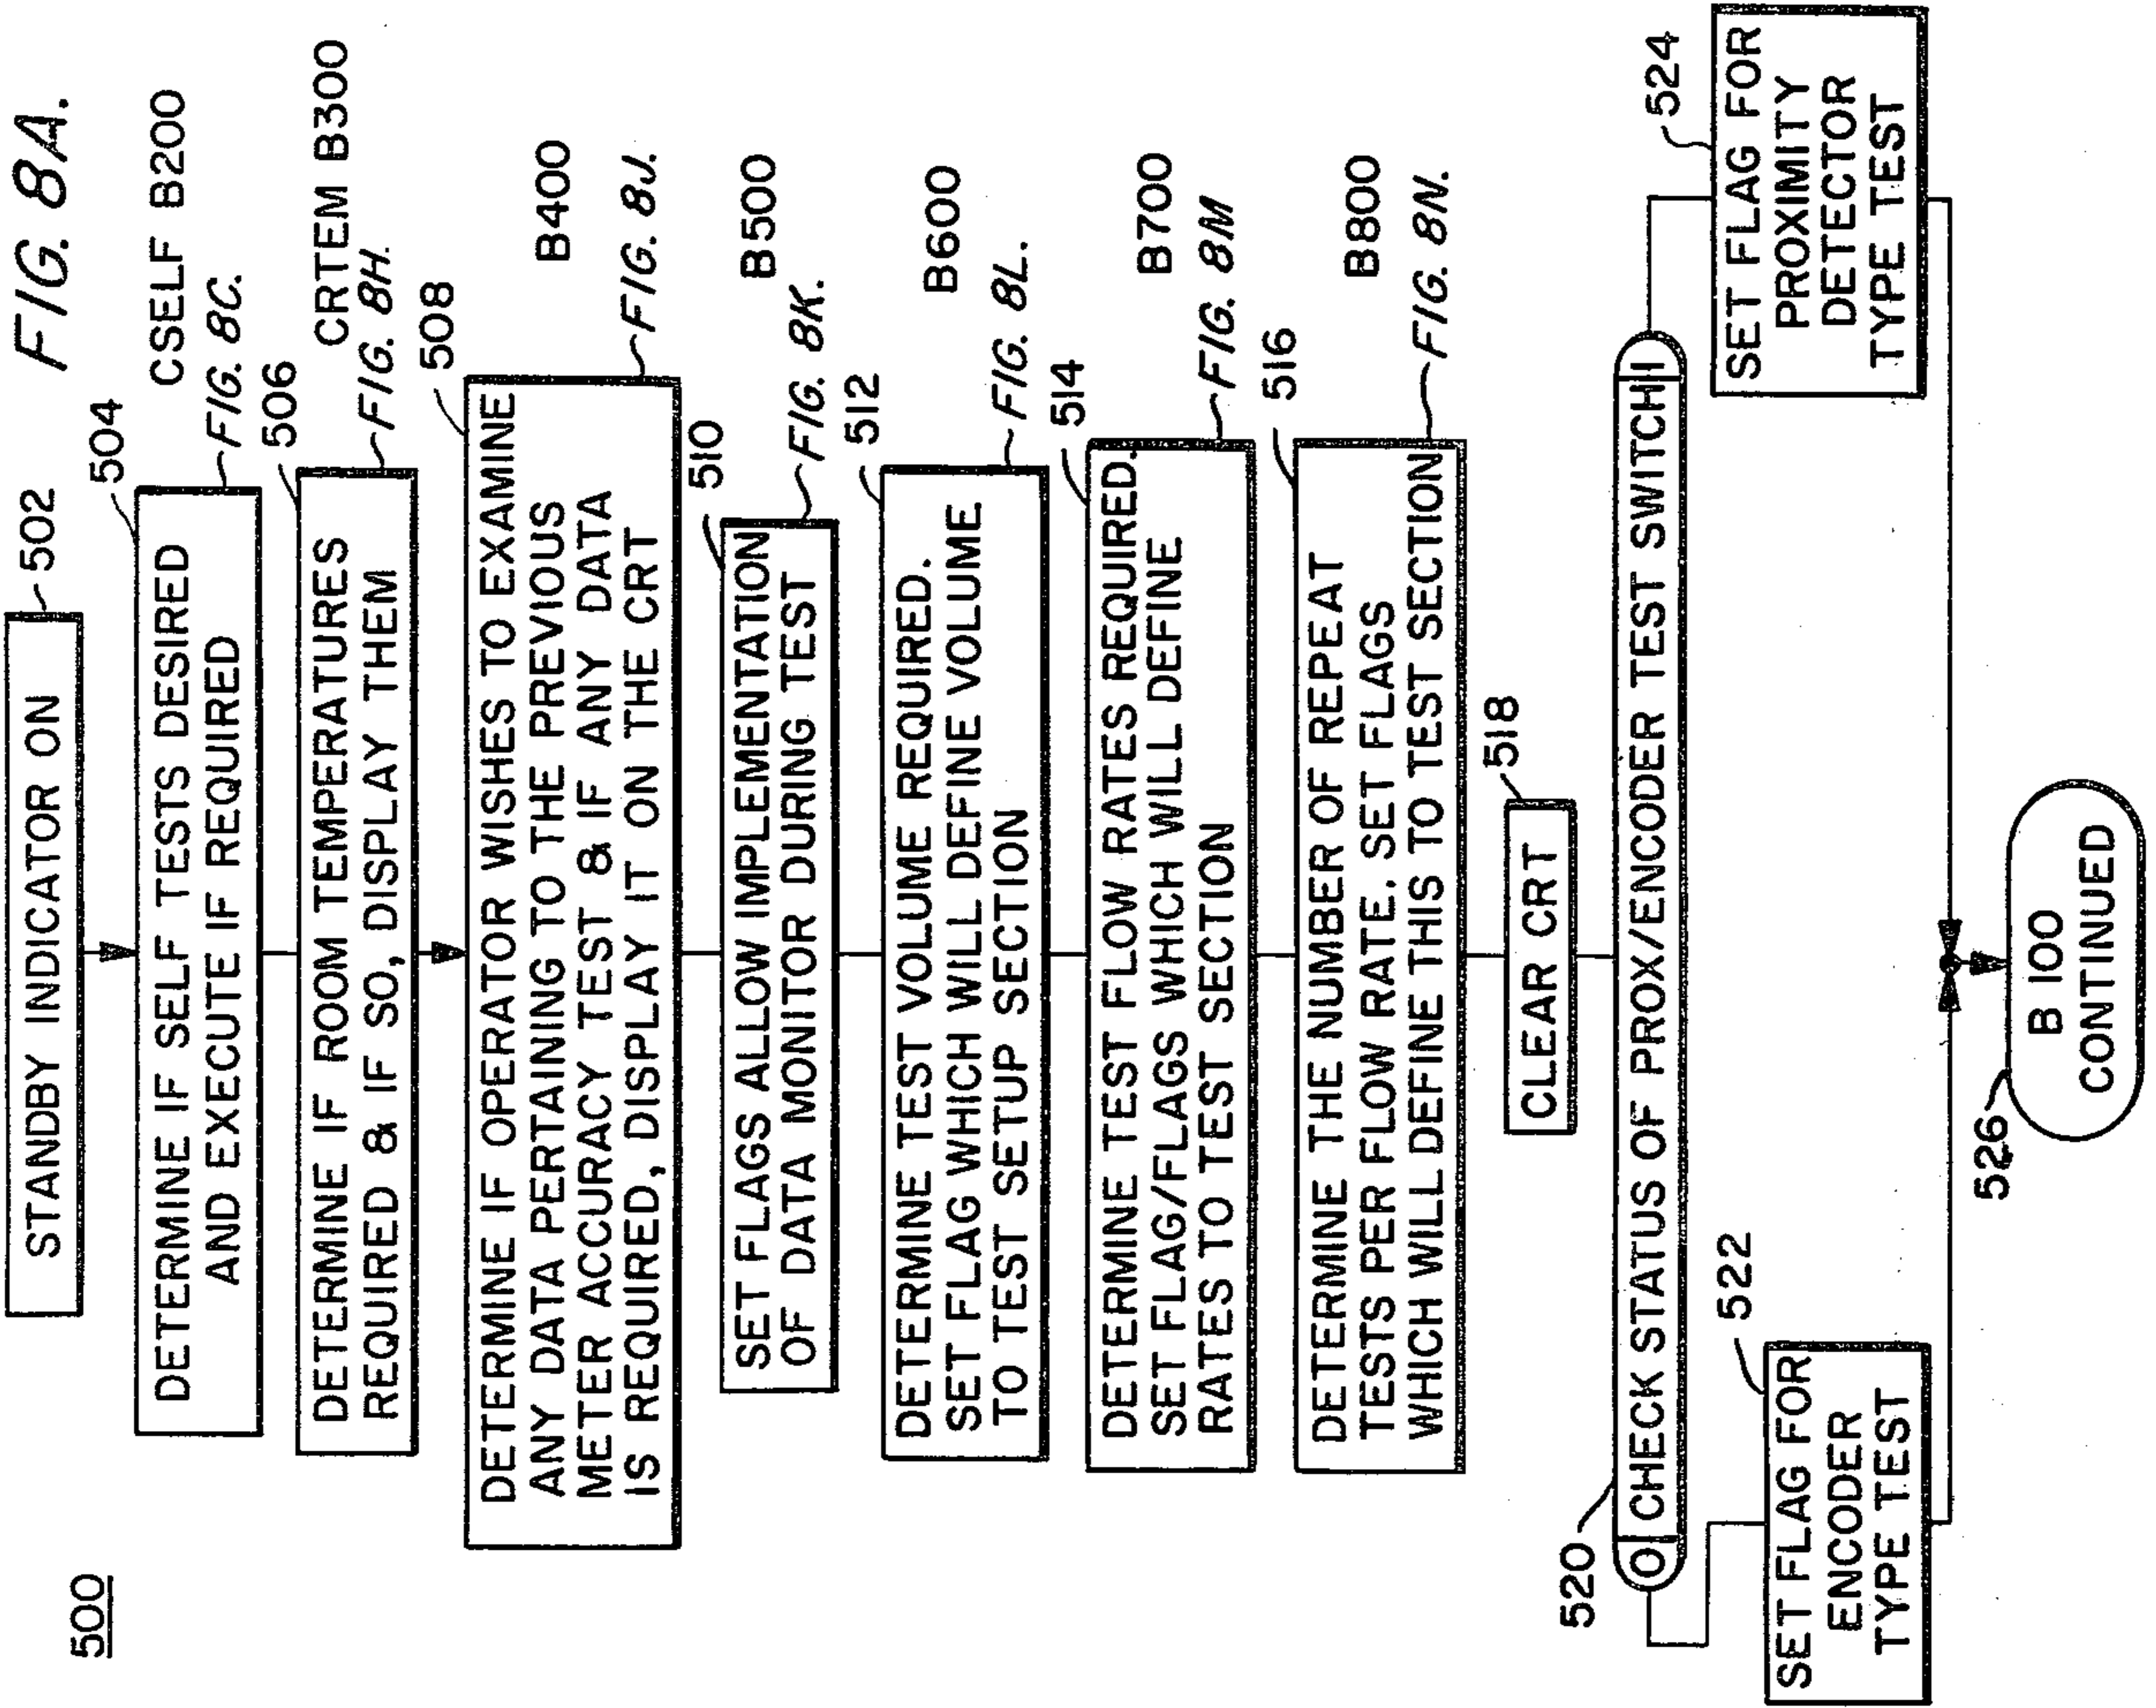 FIG. 8A.
500
STANDBY INDICATOR ON
502
504
CSELF B200
DETERMINE IF SELF TESTS DESIRED
AND EXECUTE IF REQUIRED
FIG. 8C.
506
CRTEM B300
DETERMINE IF ROOM TEMPERATURES
REQUIRED & IF SO, DISPLAY THEM
FIG. 8H.
508
DETERMINE IF OPERATOR WISHES TO EXAMINE
ANY DATA PERTAINING TO THE PREVIOUS
METER ACCURACY TEST & IF ANY DATA
IS REQUIRED, DISPLAY IT ON THE CRT
B400
FIG. 8J.
510
SET FLAGS ALLOW IMPLEMENTATION
OF DATA MONITOR DURING TEST
B500
FIG. 8K.
512
DETERMINE TEST VOLUME REQUIRED.
SET FLAG WHICH WILL DEFINE VOLUME
TO TEST SETUP SECTION
B600
FIG. 8L.
514
DETERMINE TEST FLOW RATES REQUIRED.
SET FLAG/FLAGS WHICH WILL DEFINE
RATES TO TEST SECTION
B700
FIG. 8M
516
DETERMINE THE NUMBER OF REPEAT
TESTS PER FLOW RATE. SET FLAGS
WHICH WILL DEFINE THIS TO TEST SECTION
B800
FIG. 8N.
518
CLEAR CRT
520
0 CHECK STATUS OF PROX/ENCODER TEST SWITCH 1
522
SET FLAG FOR
ENCODER
TYPE TEST
524
SET FLAG FOR
PROXIMITY
DETECTOR
TYPE TEST
526
B 100
CONTINUED